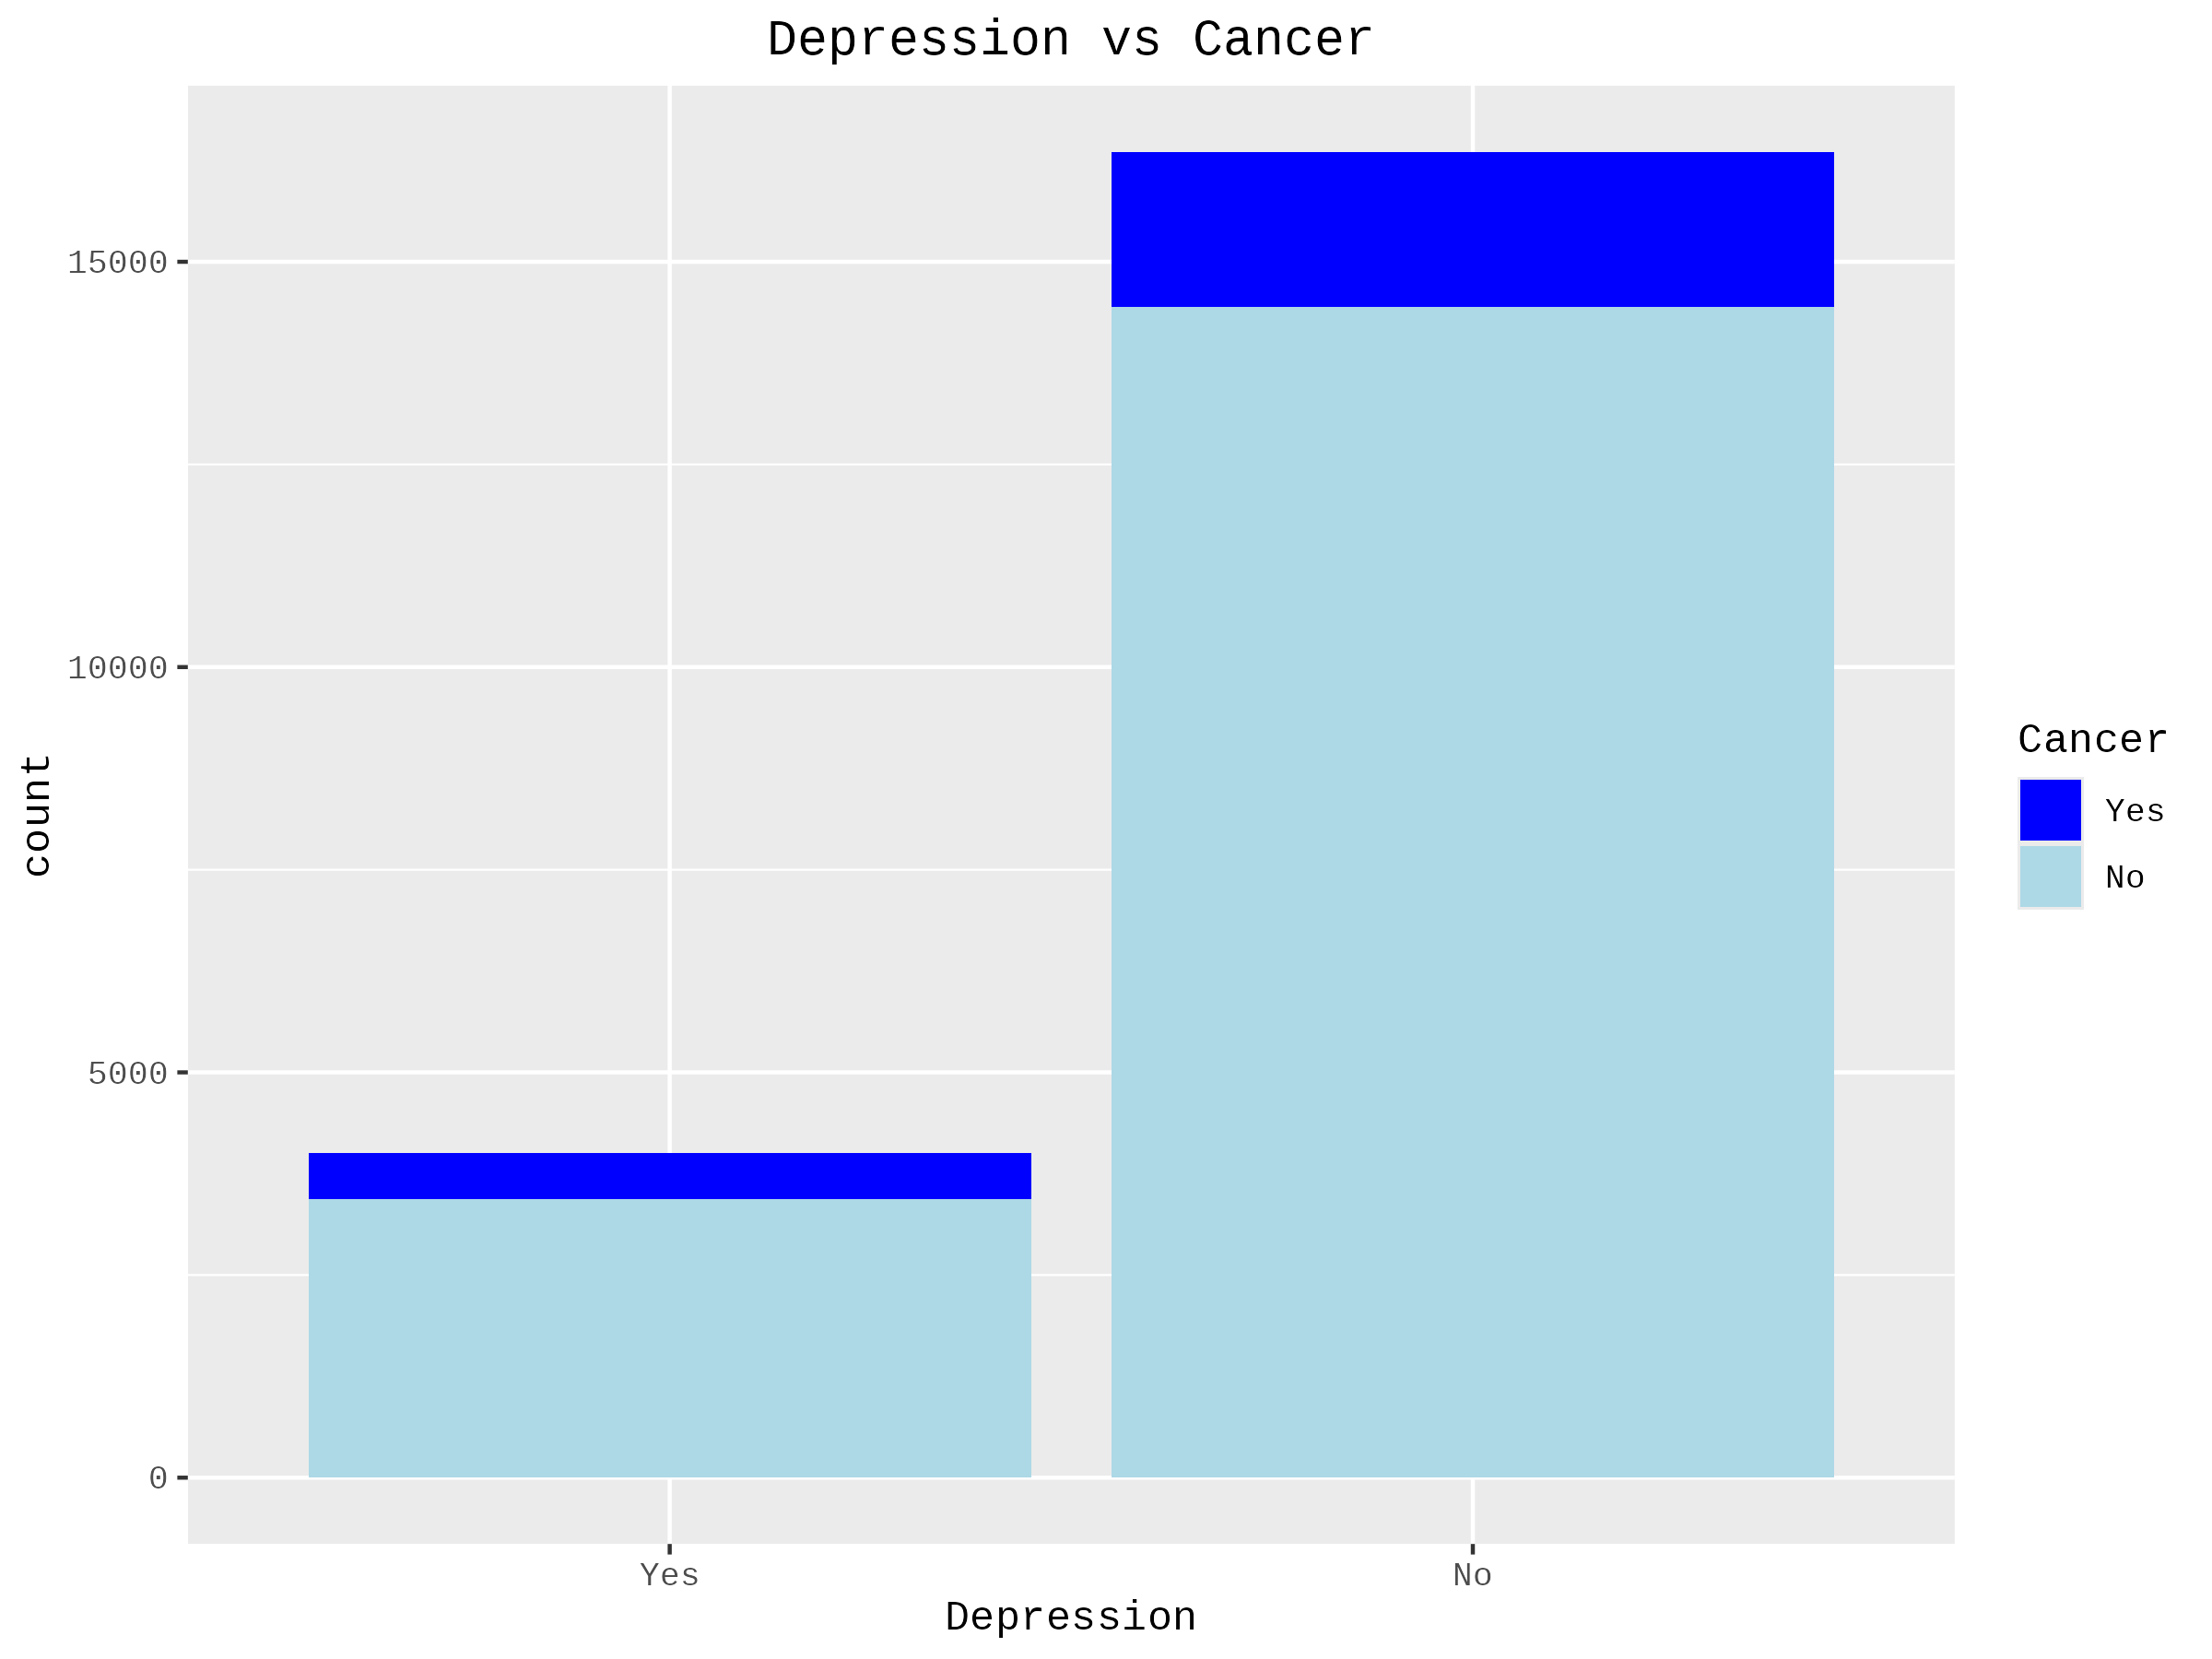 Depression vs Cancer
15000
10000
5000
0
count
Yes
No
Depression
Cancer
Yes
No